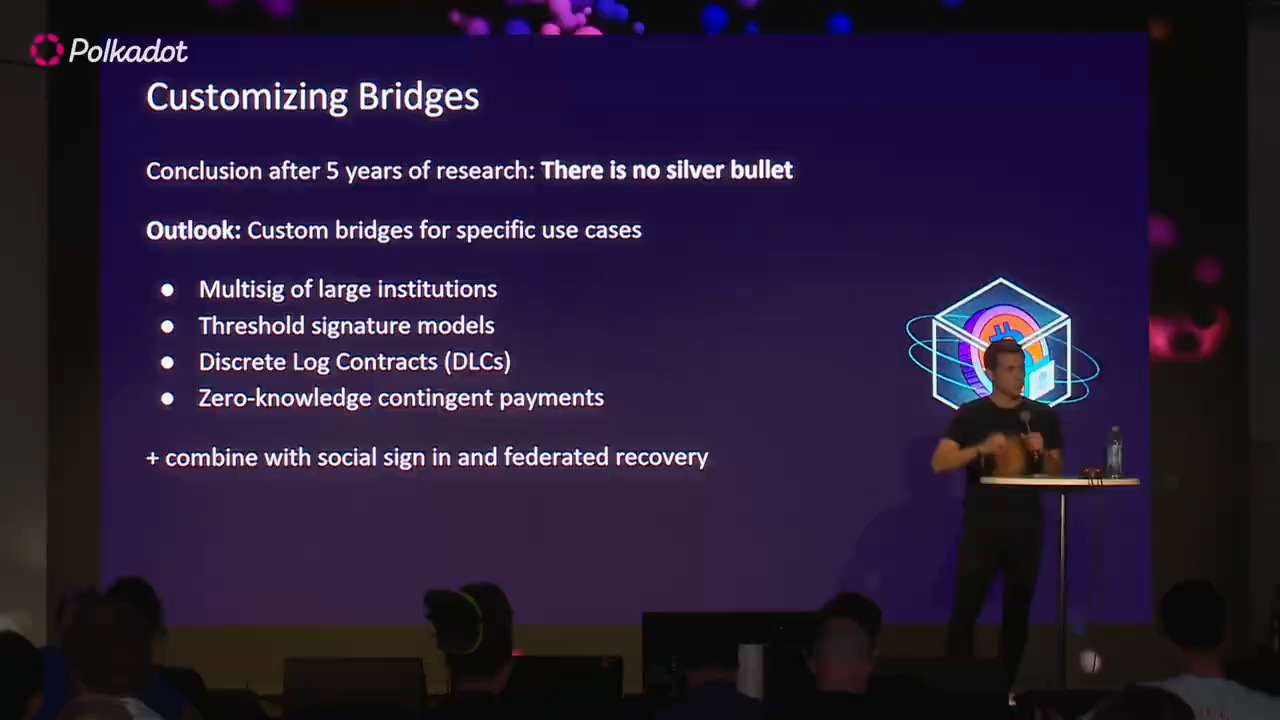 Polkadot
Customizing Bridges
Conclusion after 5 years of research: There is no silver bullet
Outlook: Custom bridges for specific use cases
● Multisig of large institutions
● Threshold signature models
● Discrete Log Contracts (DLCs)
● Zero-knowledge contingent payments
+ combine with social sign in and federated recovery